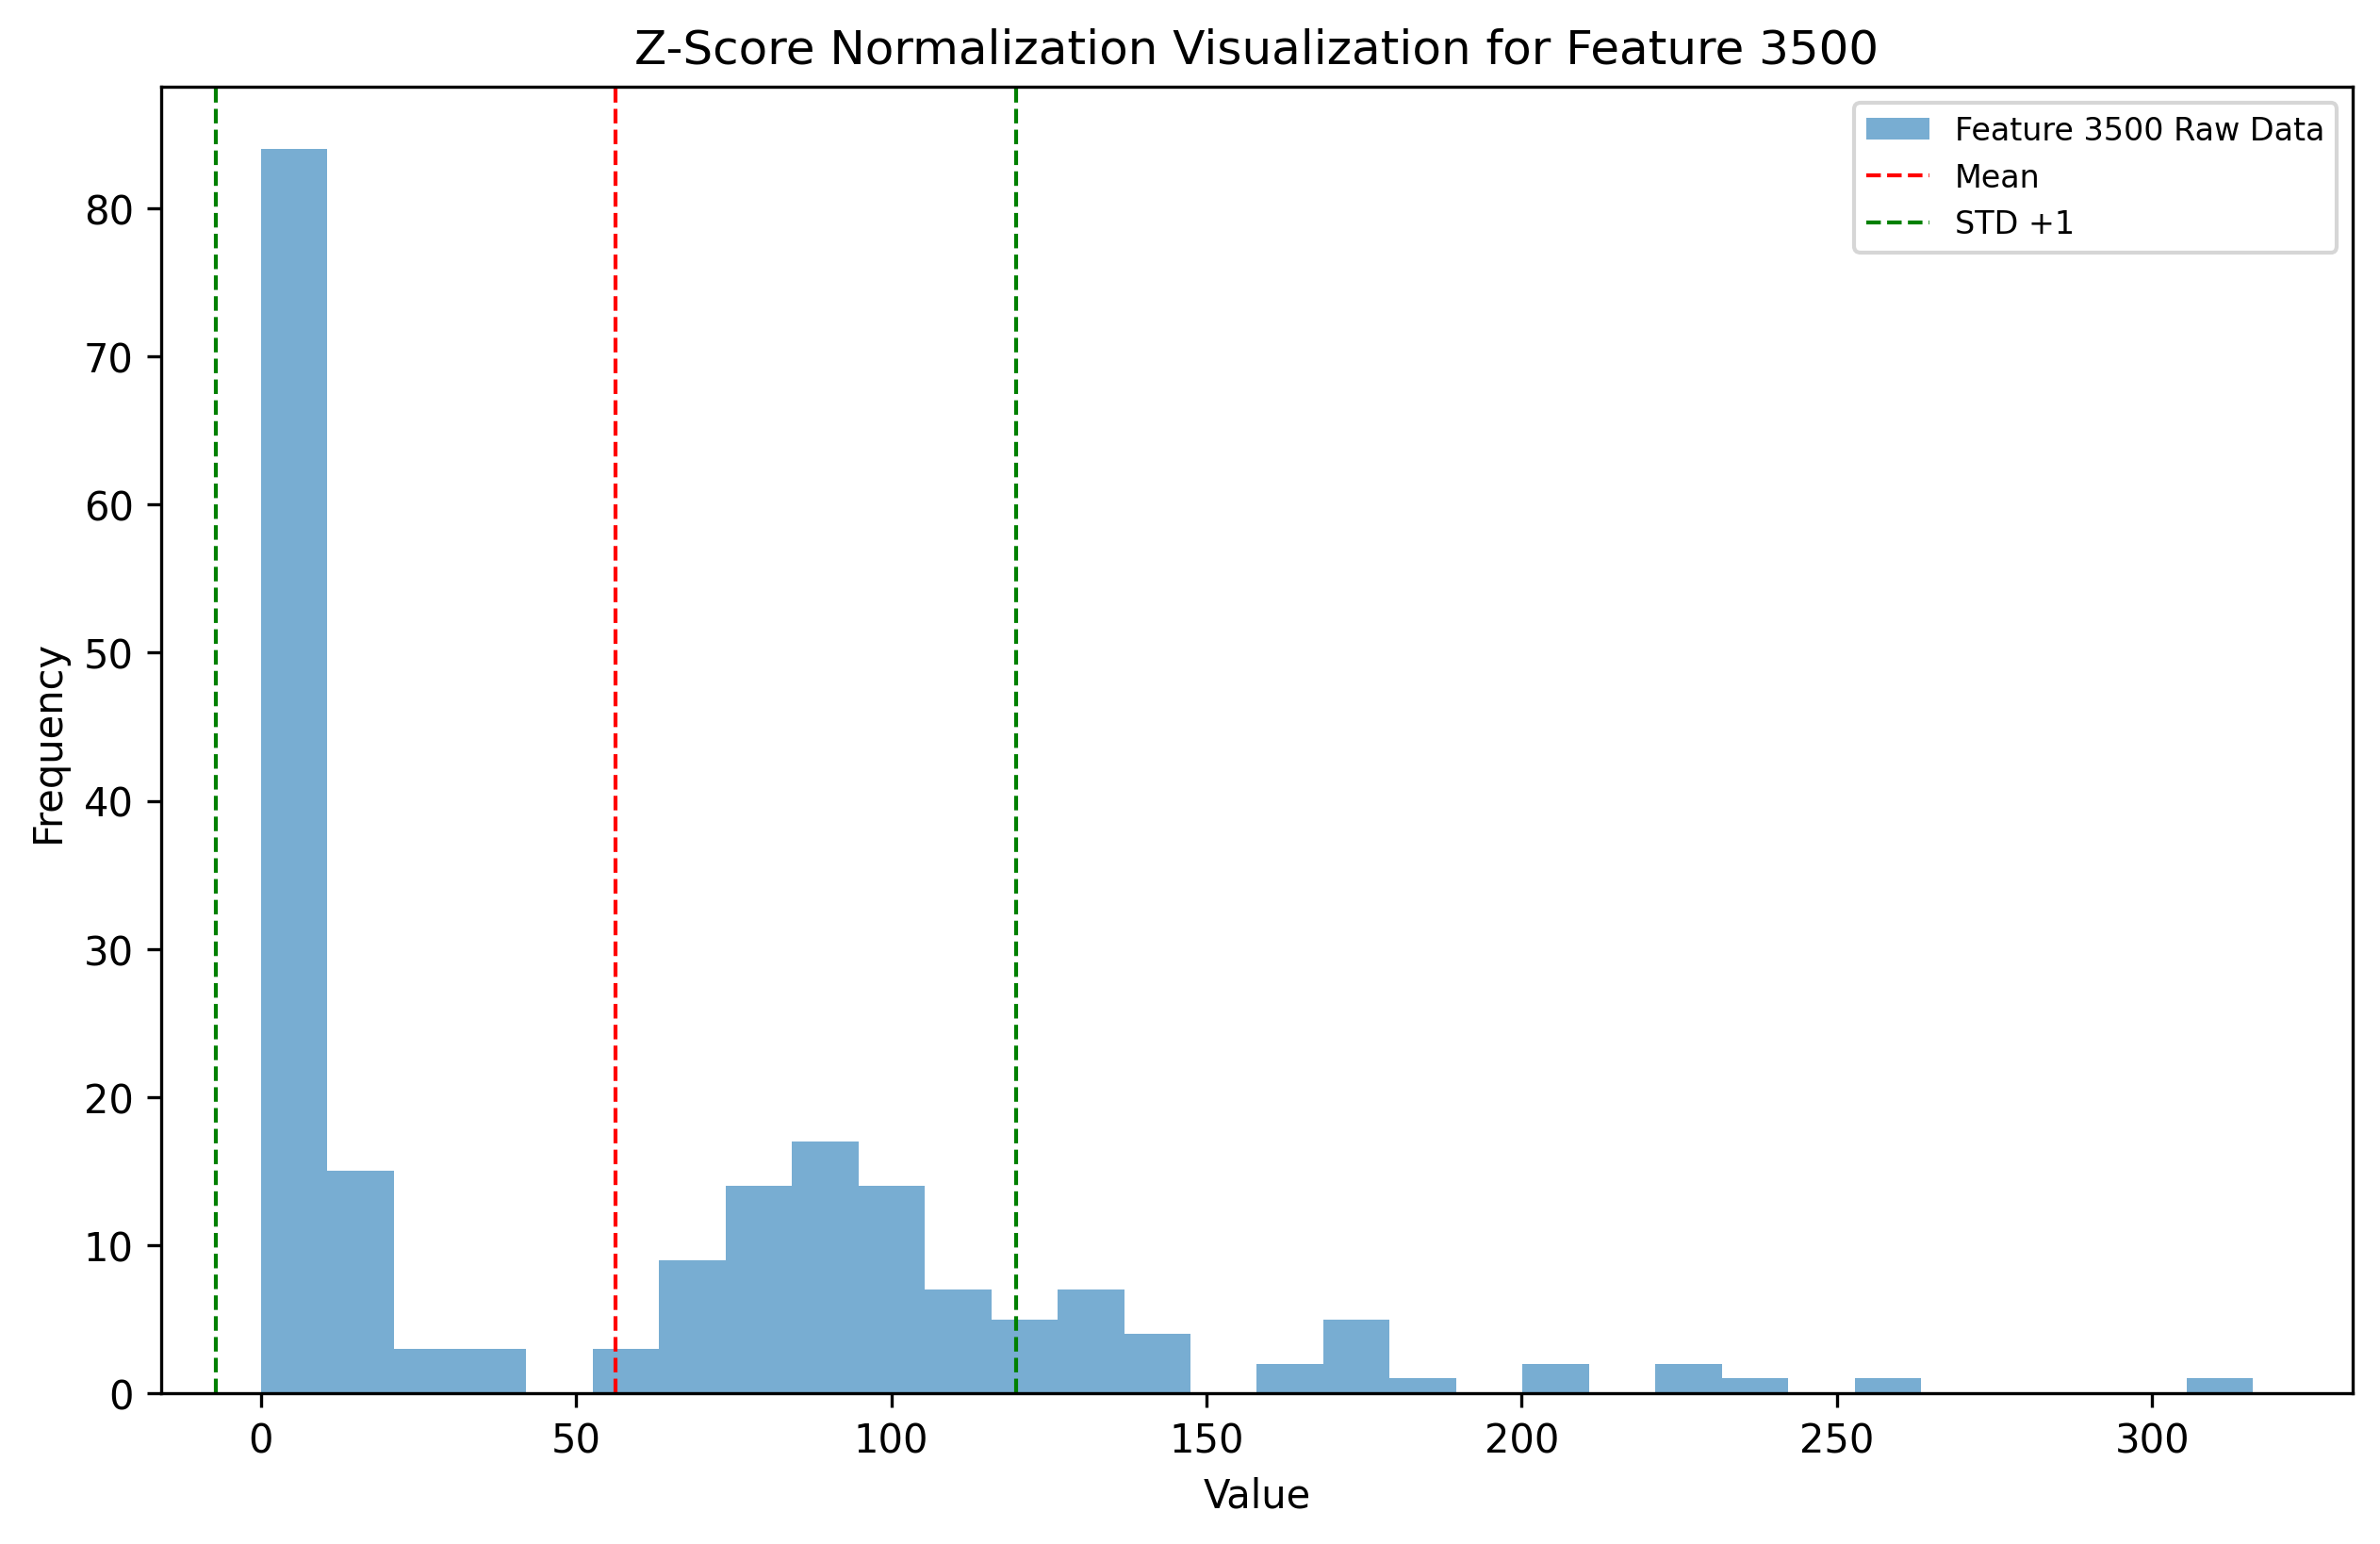 Z-Score Normalization Visualization for Feature 3500
Feature 3500 Raw Data
Mean
STD +1
80
70
60
50
40
30
20
10
0
Frequency
0 50 100 150 200 250 300
Value